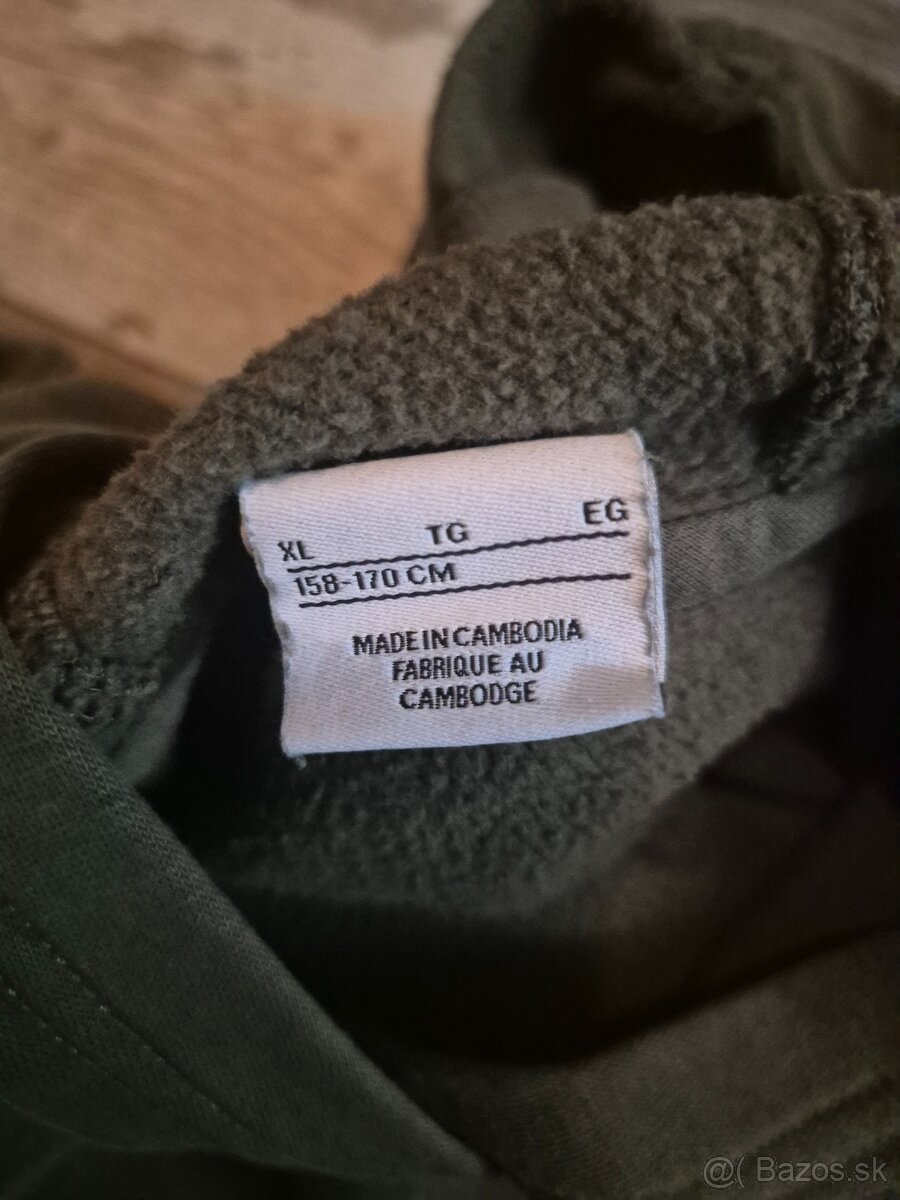 XL TG EG
158-170 CM
MADE IN CAMBODIA
FABRIQUE AU
CAMBODGE
@( Bazos.sk